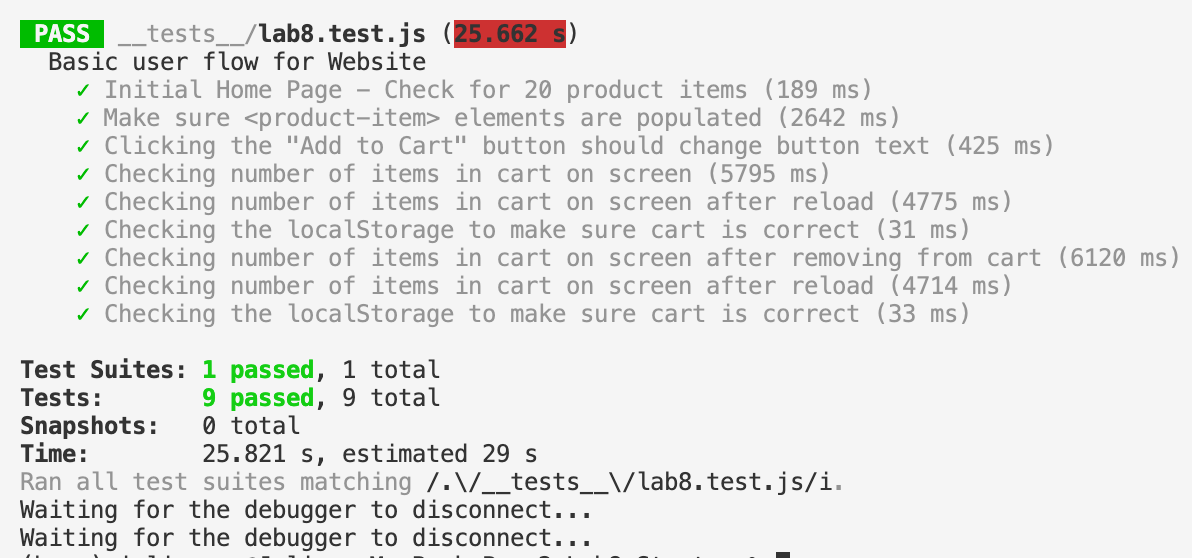 PASS __tests__/lab8.test.js (25.662 s)
Basic user flow for Website
✓ Initial Home Page – Check for 20 product items (189 ms)
✓ Make sure <product-item> elements are populated (2642 ms)
✓ Clicking the "Add to Cart" button should change button text (425 ms)
✓ Checking number of items in cart on screen (5795 ms)
✓ Checking number of items in cart on screen after reload (4775 ms)
✓ Checking the localStorage to make sure cart is correct (31 ms)
✓ Checking number of items in cart on screen after removing from cart (6120 ms)
✓ Checking number of items in cart on screen after reload (4714 ms)
✓ Checking the localStorage to make sure cart is correct (33 ms)
Test Suites: 1 passed, 1 total
Tests: 9 passed, 9 total
Snapshots: 0 total
Time: 25.821 s, estimated 29 s
Ran all test suites matching /.\/__tests__\/lab8.test.js/i.
Waiting for the debugger to disconnect...
Waiting for the debugger to disconnect...